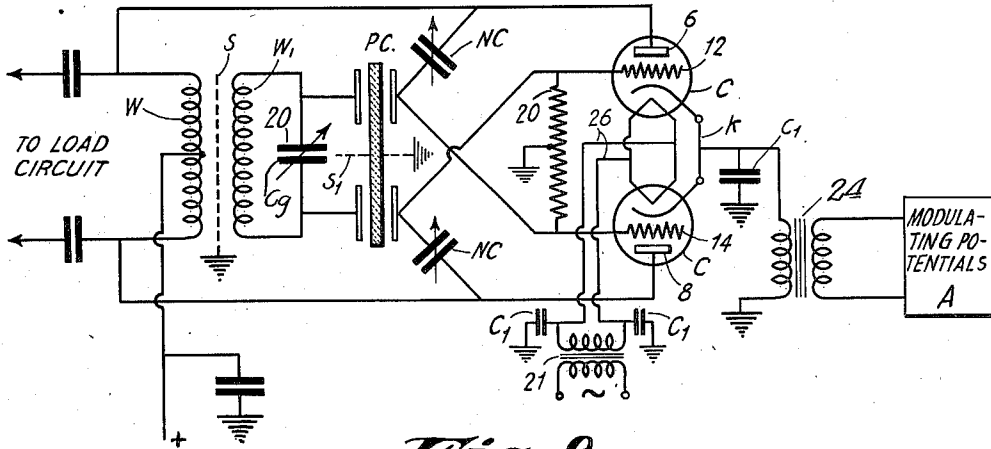 S
W₁
P.C.
NC
6
12
C
W
20
TO LOAD
CIRCUIT
Cg
S₁
20
26
K
C₁
24
MODULA-
TING PO-
TENTIALS
A
NC
14
C
8
C₁
C₁
21
~
+